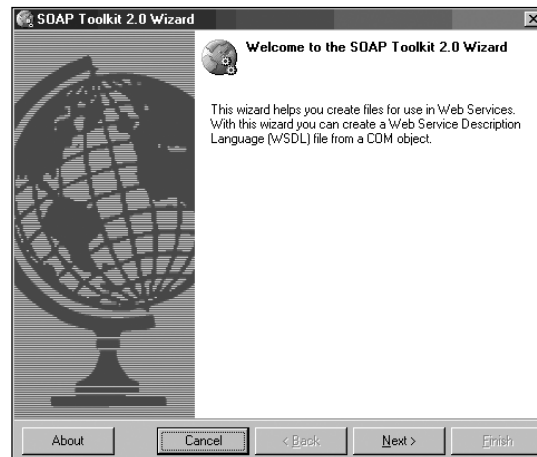 SOAP Toolkit 2.0 Wizard
Welcome to the SOAP Toolkit 2.0 Wizard
This wizard helps you create files for use in Web Services.
With this wizard you can create a Web Service Description
Language (WSDL) file from a COM object.
About Cancel < Back Next > Finish